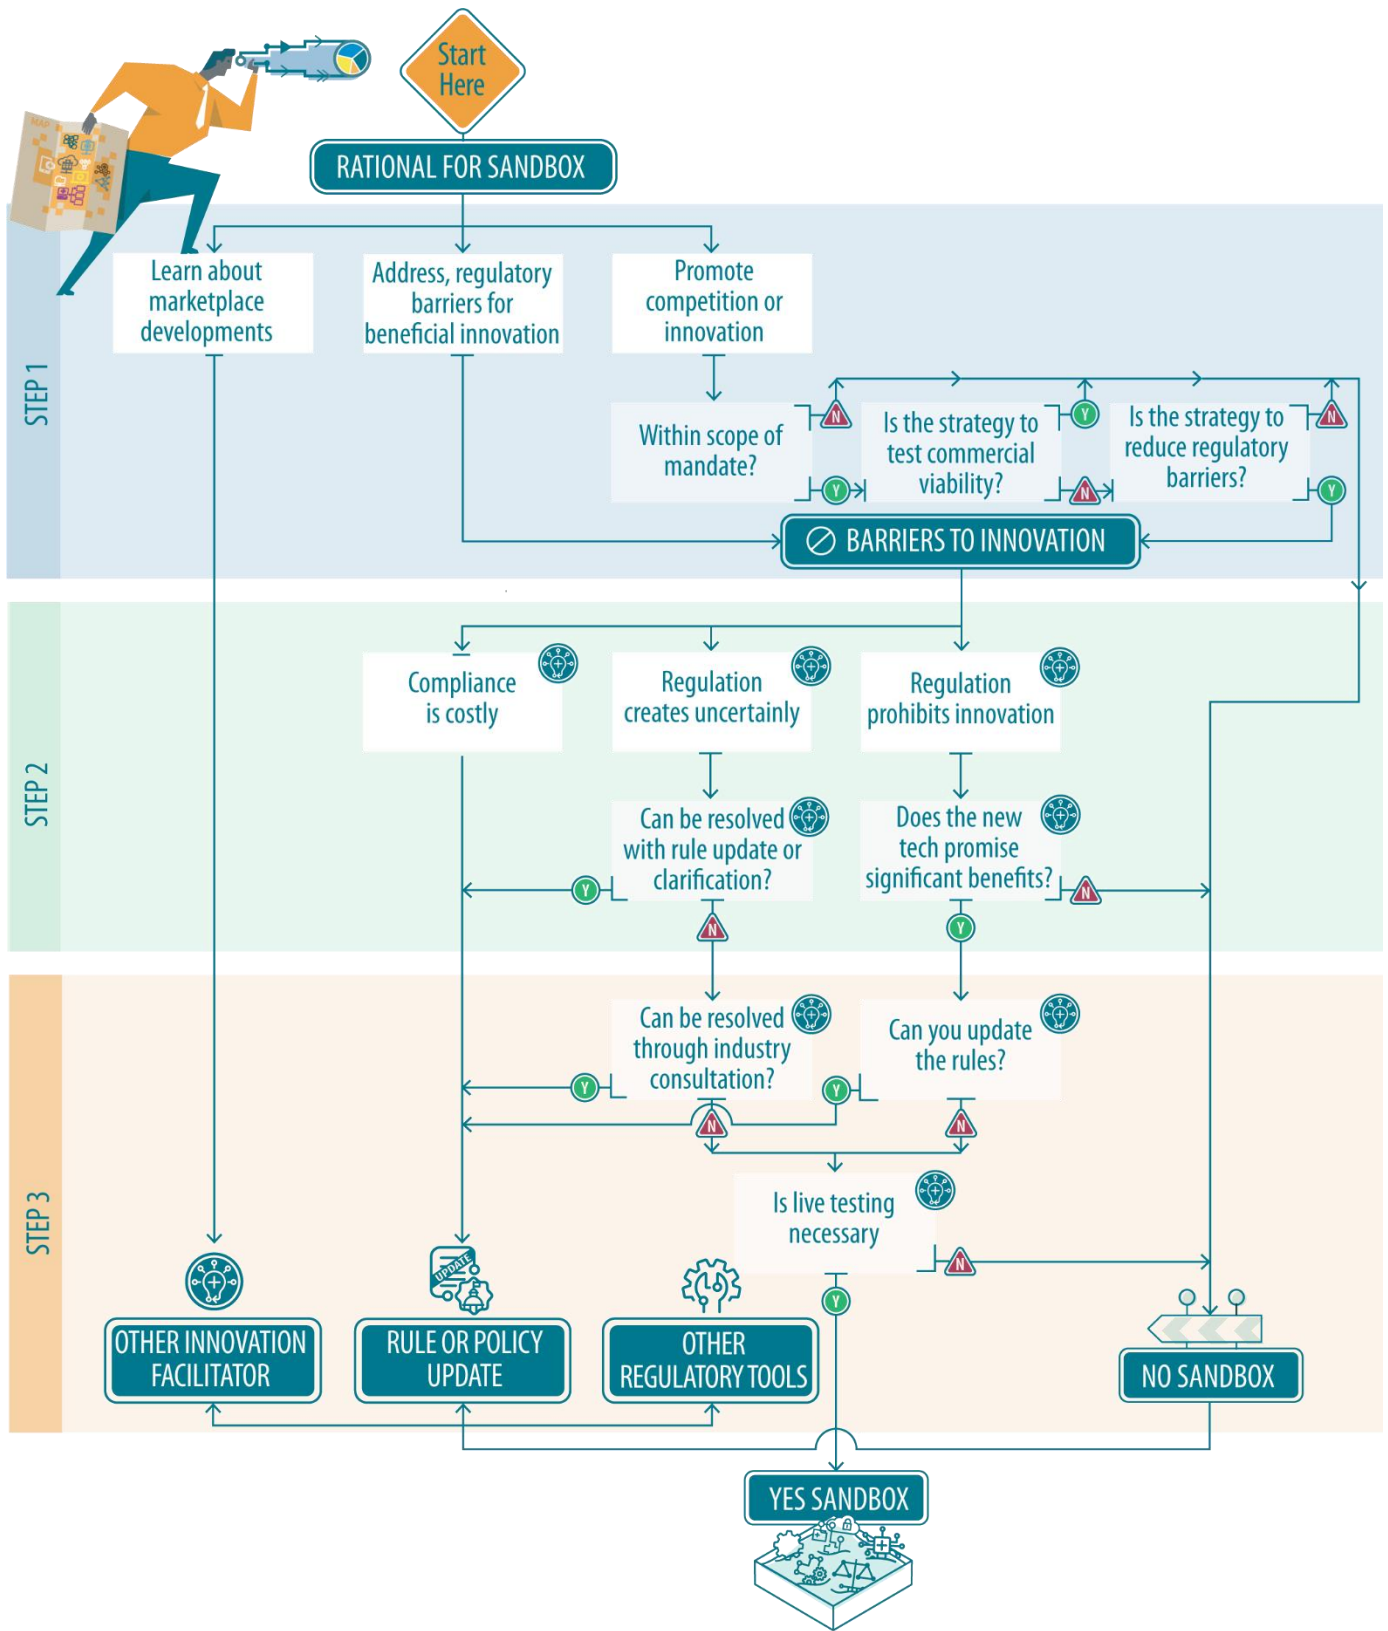 Start
Here
MAP
RATIONAL FOR SANDBOX
STEP 1
Learn about
marketplace
developments
Address, regulatory
barriers for
beneficial innovation
Promote
competition or
innovation
Within scope of
mandate?
N
Y
Is the strategy to
test commercial
viability?
Y
N
Is the strategy to
reduce regulatory
barriers?
N
Y
BARRIERS TO INNOVATION
STEP 2
Compliance
is costly
Regulation
creates uncertainly
Regulation
prohibits innovation
Can be resolved
with rule update or
clarification?
Y
N
Does the new
tech promise
significant benefits?
N
Y
STEP 3
Can be resolved
through industry
consultation?
Y
N
Can you update
the rules?
Y
N
Is live testing
necessary
N
Y
UPDATE
OTHER INNOVATION
FACILITATOR
RULE OR POLICY
UPDATE
OTHER
REGULATORY TOOLS
NO SANDBOX
YES SANDBOX